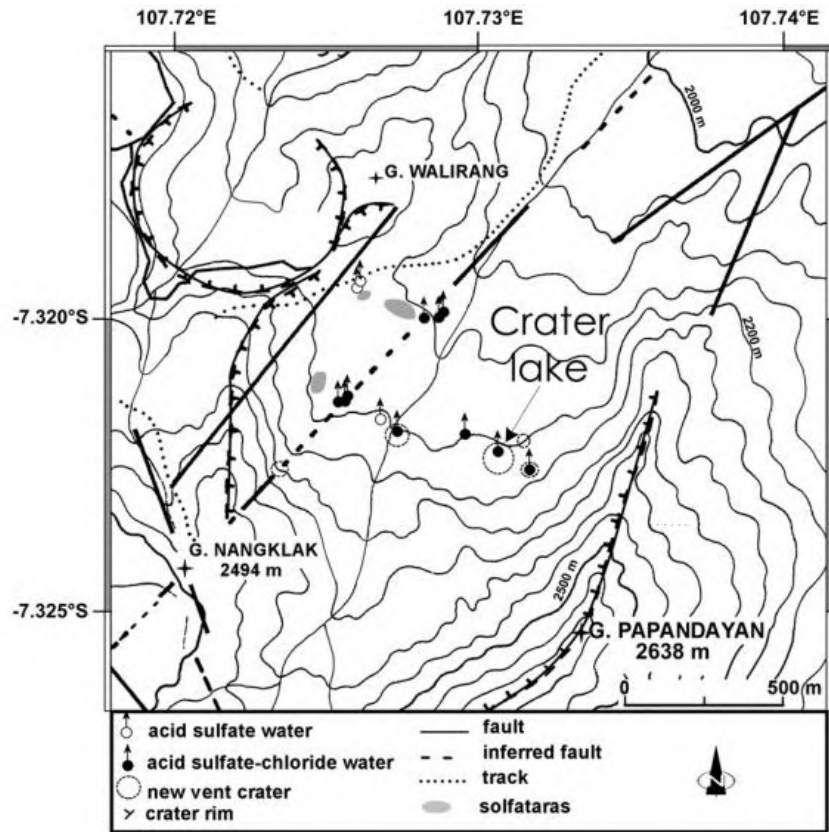 107.72°E
107.73°E
107.74°E
2000 m
G. WALIRANG
-7.320°S
Crater
lake
2200 m
G. NANGKLAK
2494 m
2500 m
-7.325°S
G. PAPANDAYAN
2638 m
0 500 m
acid sulfate water
acid sulfate-chloride water
new vent crater
crater rim
fault
inferred fault
track
solfataras
N